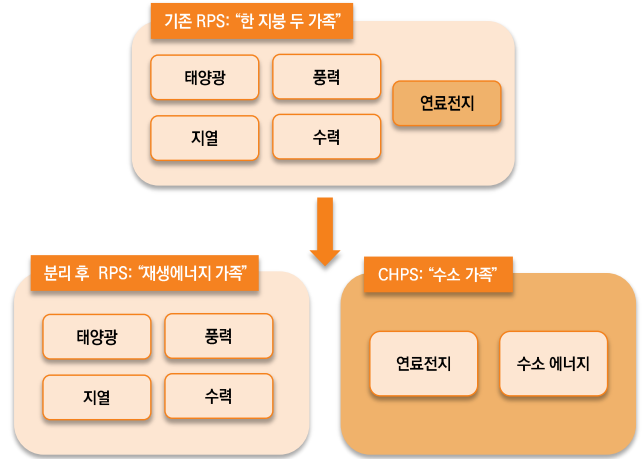 기존 RPS: “한 지붕 두 가족”
태양광
풍력
연료전지
지열
수력
분리 후 RPS: “재생에너지 가족”
CHPS: “수소 가족”
태양광
풍력
연료전지
수소 에너지
지열
수력